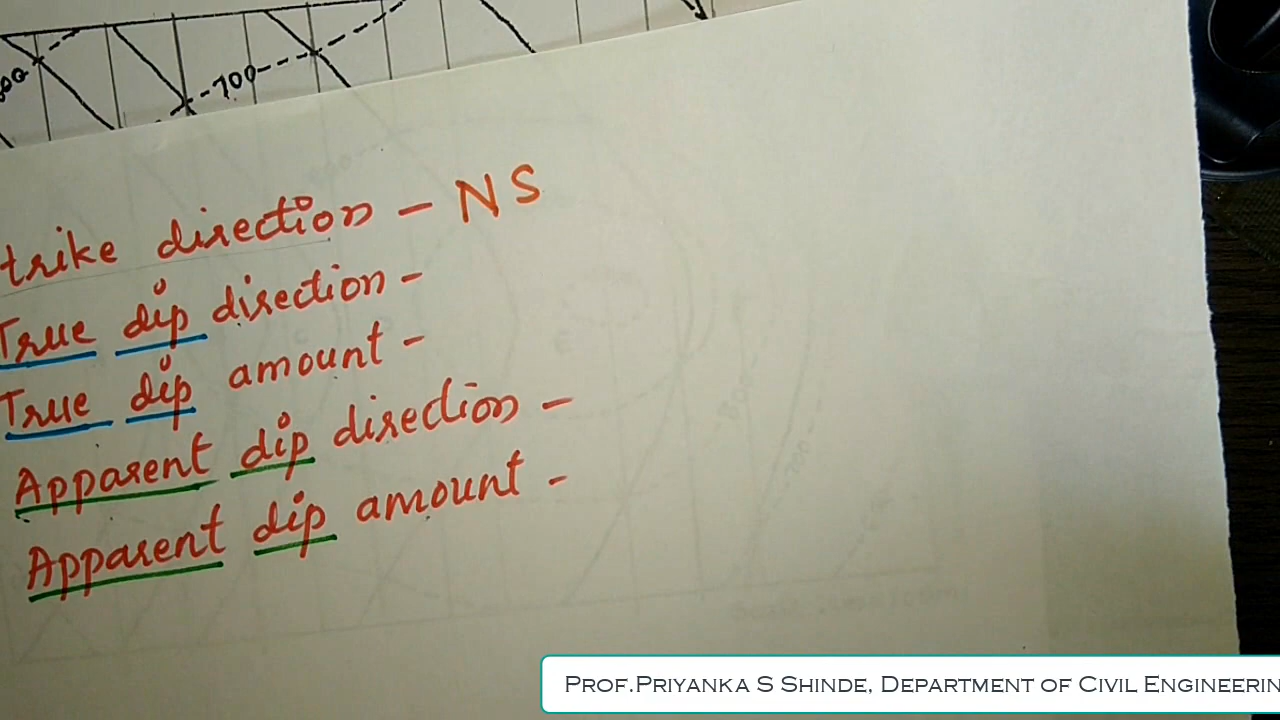 -700-
trike direction - NS
True dip direction -
True dip amount -
Apparent dip direction -
Apparent dip amount -
PROF.PRIYANKA S SHINDE, DEPARTMENT OF CIVIL ENGINEERIN